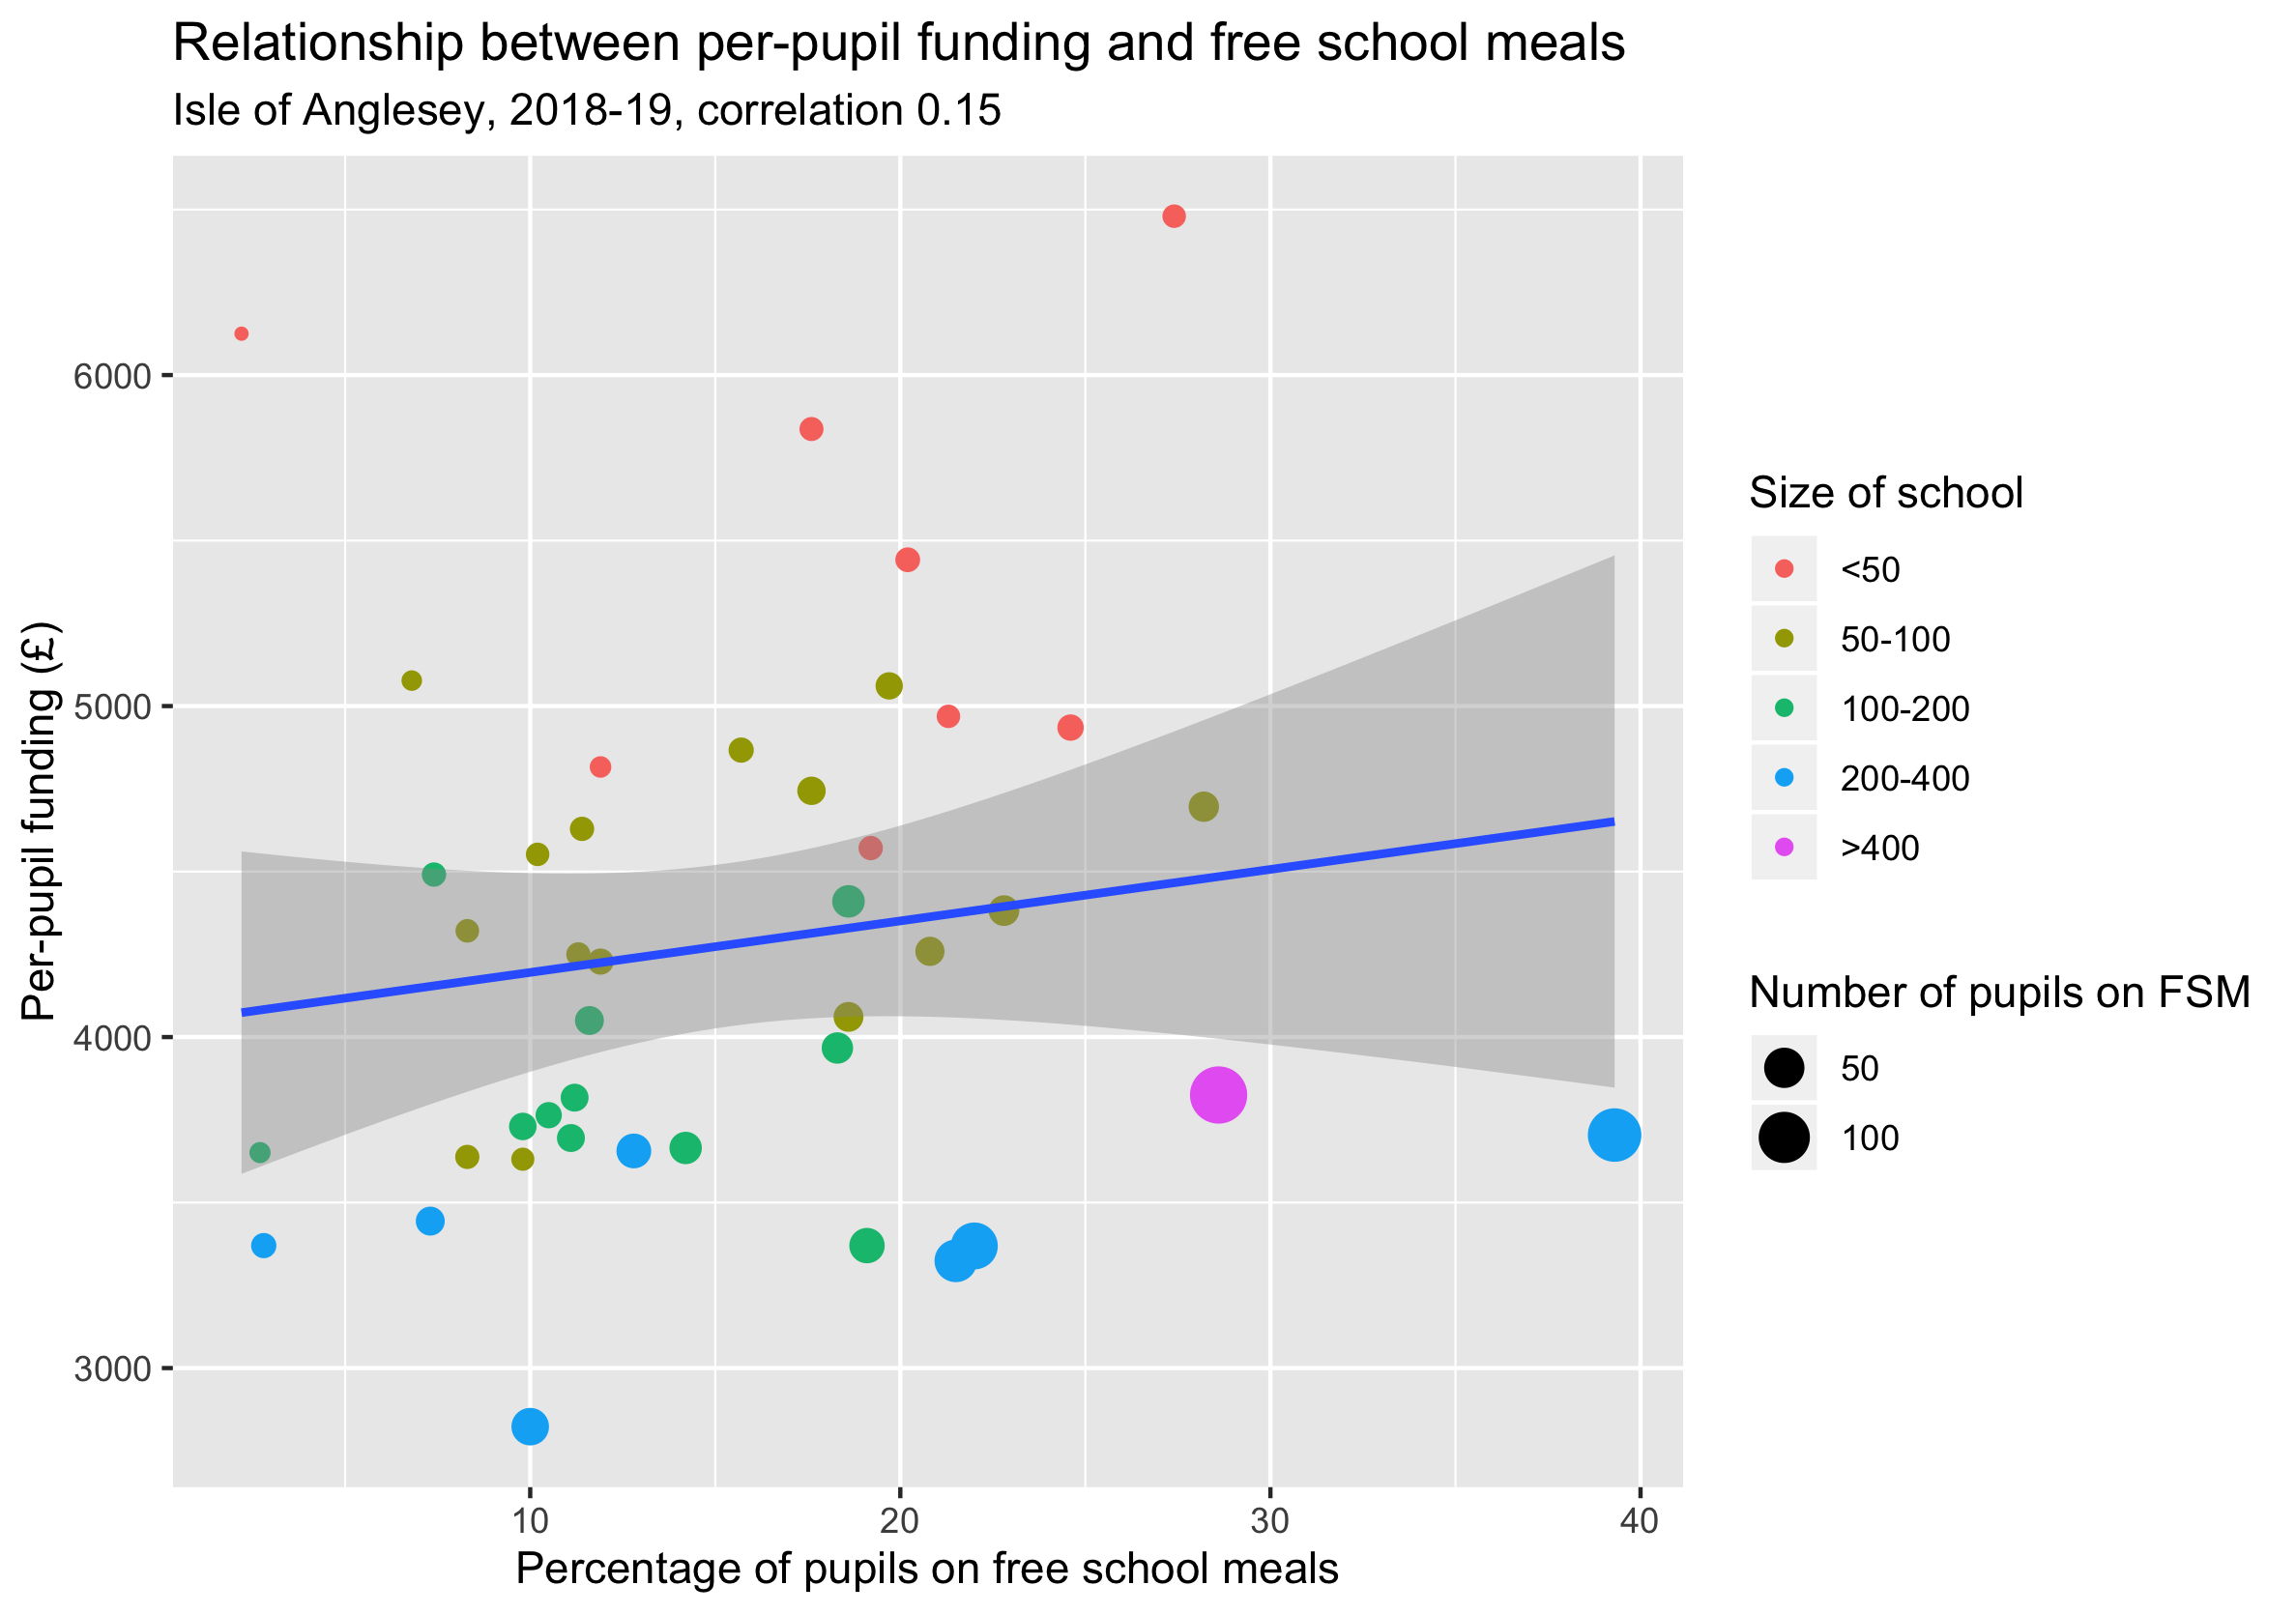 Relationship between per-pupil funding and free school meals
Isle of Anglesey, 2018-19, correlation 0.15
Per-pupil funding (£)
6000
5000
4000
3000
10
20
30
40
Percentage of pupils on free school meals
Size of school
<50
50-100
100-200
200-400
>400
Number of pupils on FSM
50
100